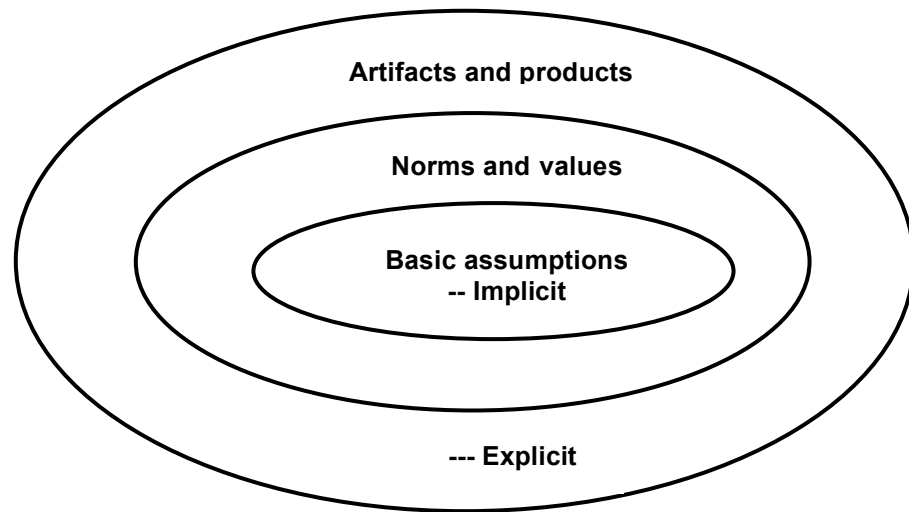 Artifacts and products
Norms and values
Basic assumptions
-- Implicit
--- Explicit